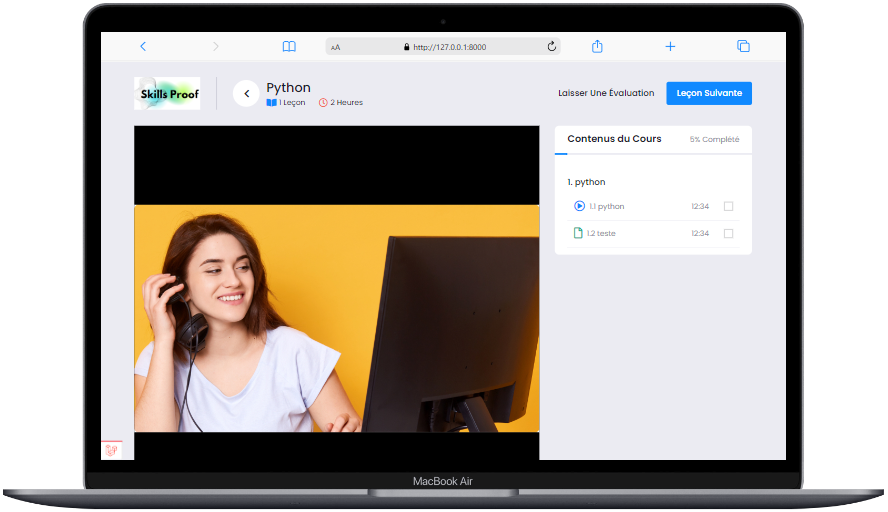 AA http://127.0.0.1:8000
Skills Proof
Python
1 Leçon 2 Heures
Laisser Une Évaluation
Leçon Suivante
Contenus du Cours 5% Complété
1. python
1.1 python 12:34
1.2 teste 12:34
MacBook Air